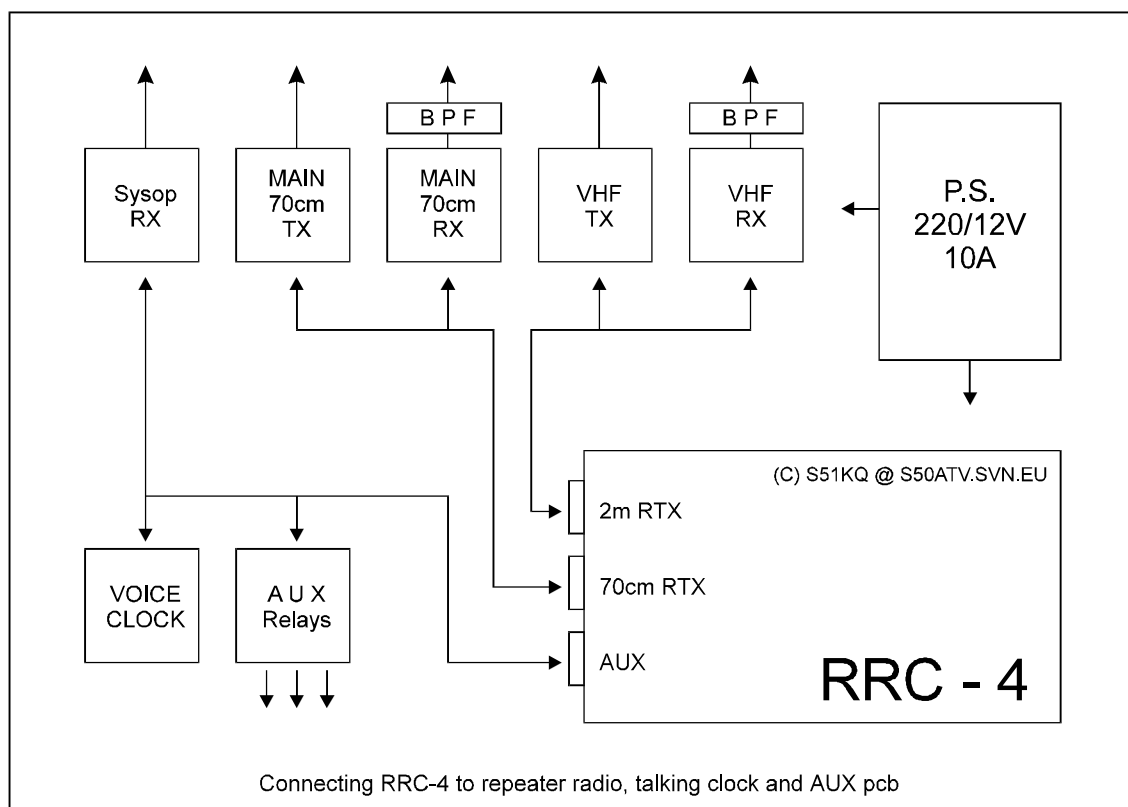 B P F
B P F
Sysop
RX
MAIN
70cm
TX
MAIN
70cm
RX
VHF
TX
VHF
RX
P.S.
220/12V
10A
(C) S51KQ @ S50ATV.SVN.EU
2m RTX
70cm RTX
AUX
RRC - 4
VOICE
CLOCK
A U X
Relays
Connecting RRC-4 to repeater radio, talking clock and AUX pcb